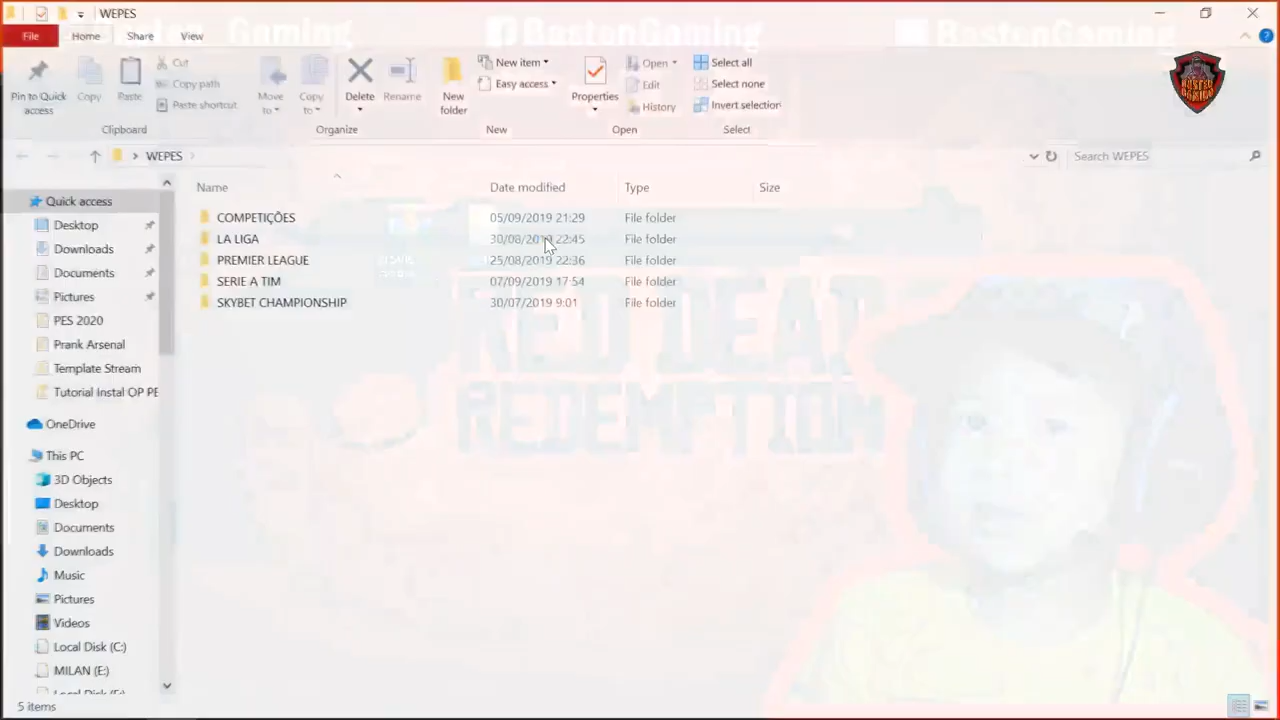 WEPES
File Home Share View
BostonGaming
Pin to Quick access
Copy
Paste
Cut
Copy path
Paste shortcut
Clipboard
Move to
Copy to
Delete
Rename
Organize
New folder
New item
Easy access
New
Properties
Open
Edit
History
Open
Select all
Select none
Invert selection
Select
WEPES
Search WEPES
Name Date modified Type Size
COMPETIÇÕES 05/09/2019 21:29 File folder
LA LIGA 30/08/2019 22:45 File folder
PREMIER LEAGUE 25/08/2019 22:36 File folder
SERIE A TIM 07/09/2019 17:54 File folder
SKYBET CHAMPIONSHIP 30/07/2019 9:01 File folder
Quick access
Desktop
Downloads
Documents
Pictures
PES 2020
Prank Arsenal
Template Stream
Tutorial Instal OP PE
OneDrive
This PC
3D Objects
Desktop
Documents
Downloads
Music
Pictures
Videos
Local Disk (C:)
MILAN (E:)
RED DEAD
REDEMPTION
5 items